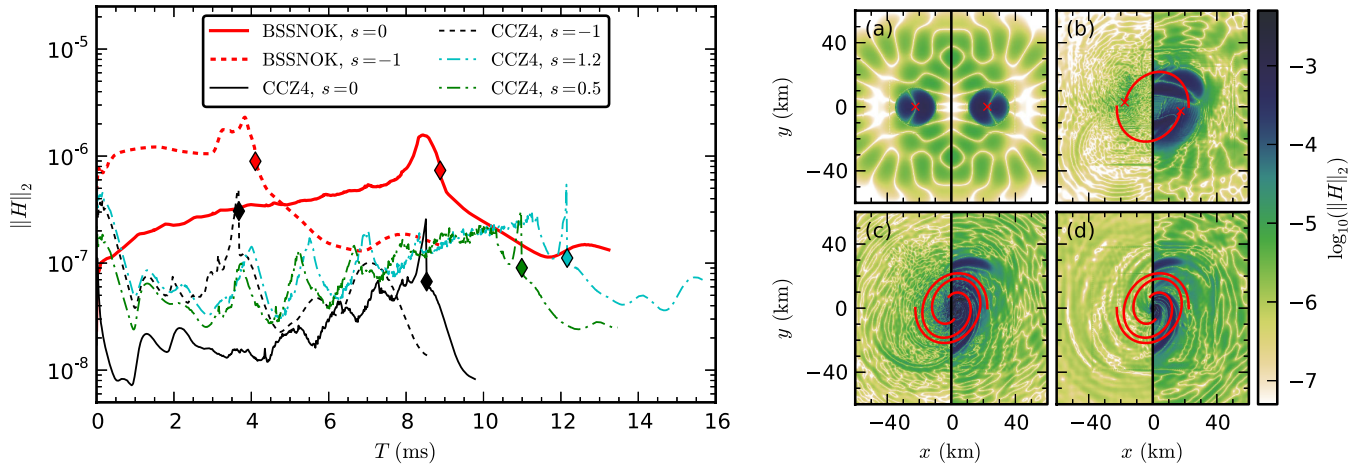 BSSNOK, s=0
BSSNOK, s=−1
CCZ4, s=0
CCZ4, s=−1
CCZ4, s=1.2
CCZ4, s=0.5
10⁻⁵
10⁻⁶
10⁻⁷
10⁻⁸
||H||₂
0 2 4 6 8 10 12 14 16
T (ms)
(a) (b)
40
0
−40
y (km)
(c) (d)
40
0
−40
y (km)
−40 0 40 −40 0 40
x (km) x (km)
−3
−4
−5
−6
−7
log₁₀(||H||₂)